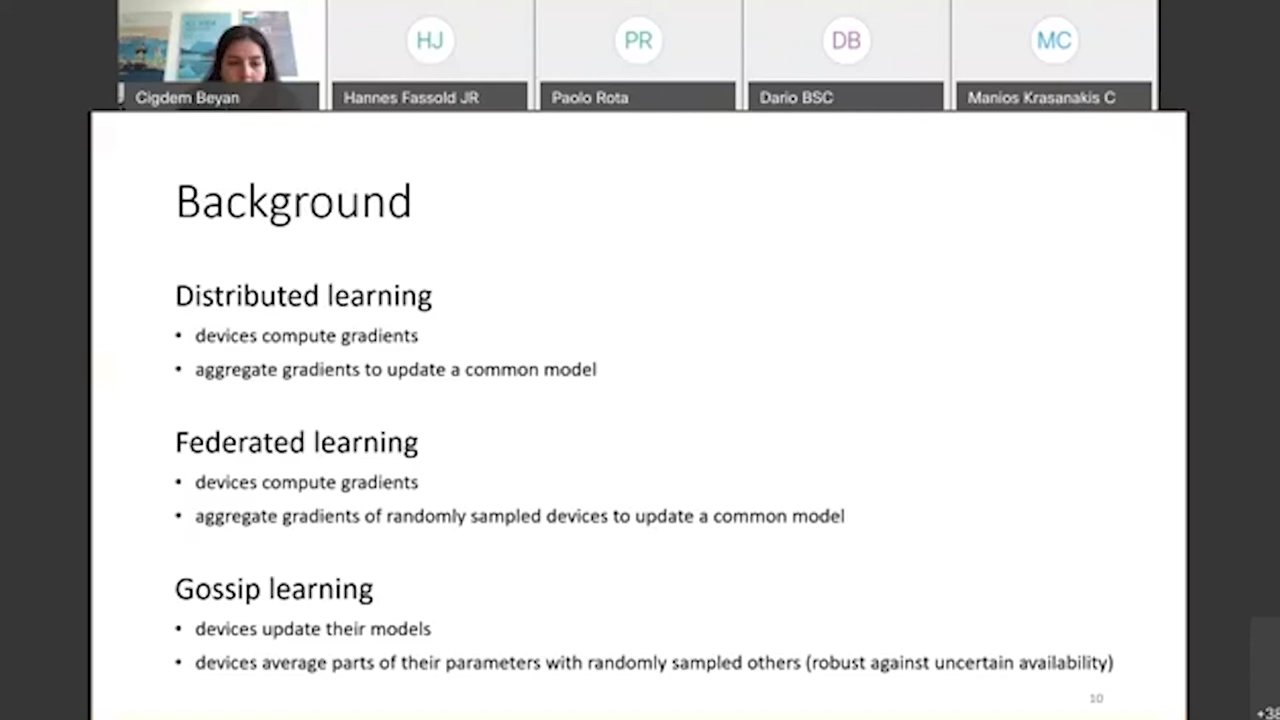 HJ
PR
DB
MC
Cigdem Beyan
Hannes Fassold JR
Paolo Rota
Dario BSC
Manios Krasanakis C
Background
Distributed learning
• devices compute gradients
• aggregate gradients to update a common model
Federated learning
• devices compute gradients
• aggregate gradients of randomly sampled devices to update a common model
Gossip learning
• devices update their models
• devices average parts of their parameters with randomly sampled others (robust against uncertain availability)
10